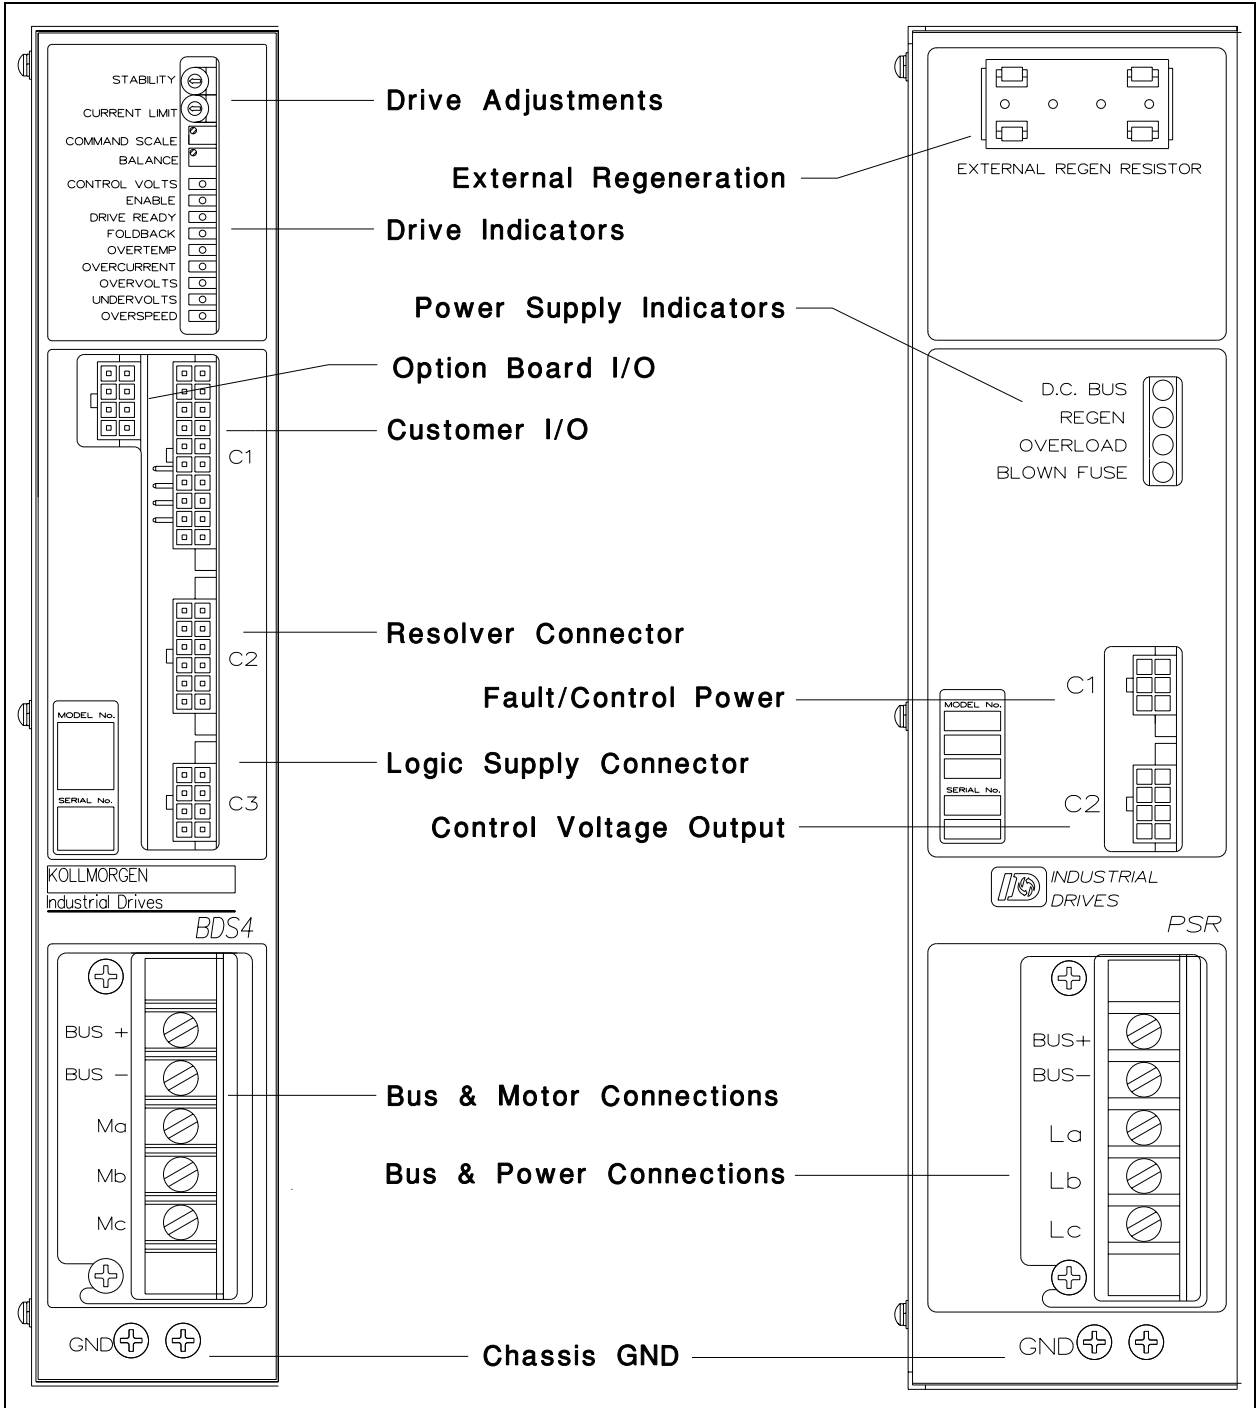 STABILITY
CURRENT LIMIT
COMMAND SCALE
BALANCE
CONTROL VOLTS
ENABLE
DRIVE READY
FOLDBACK
OVERTEMP
OVERCURRENT
OVERVOLTS
UNDERVOLTS
OVERSPEED
C1
C2
C3
MODEL No.
SERIAL No.
KOLLMORGEN
Industrial Drives
BDS4
BUS +
BUS -
Ma
Mb
Mc
GND
Drive Adjustments
External Regeneration
Drive Indicators
Power Supply Indicators
Option Board I/O
Customer I/O
Resolver Connector
Fault/Control Power
Logic Supply Connector
Control Voltage Output
Bus & Motor Connections
Bus & Power Connections
Chassis GND
EXTERNAL REGEN RESISTOR
D.C. BUS
REGEN
OVERLOAD
BLOWN FUSE
C1
C2
MODEL No.
SERIAL No.
ID
INDUSTRIAL
DRIVES
PSR
BUS+
BUS-
La
Lb
Lc
GND